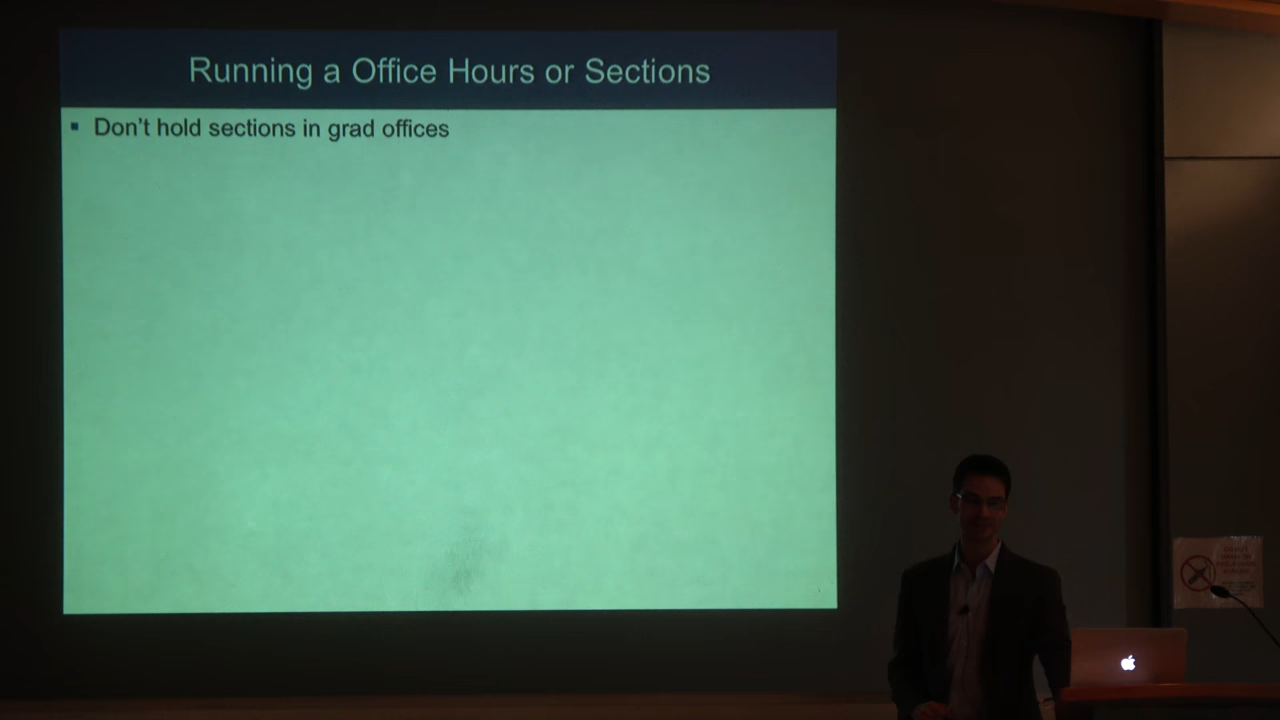 Running a Office Hours or Sections
▪ Don't hold sections in grad offices